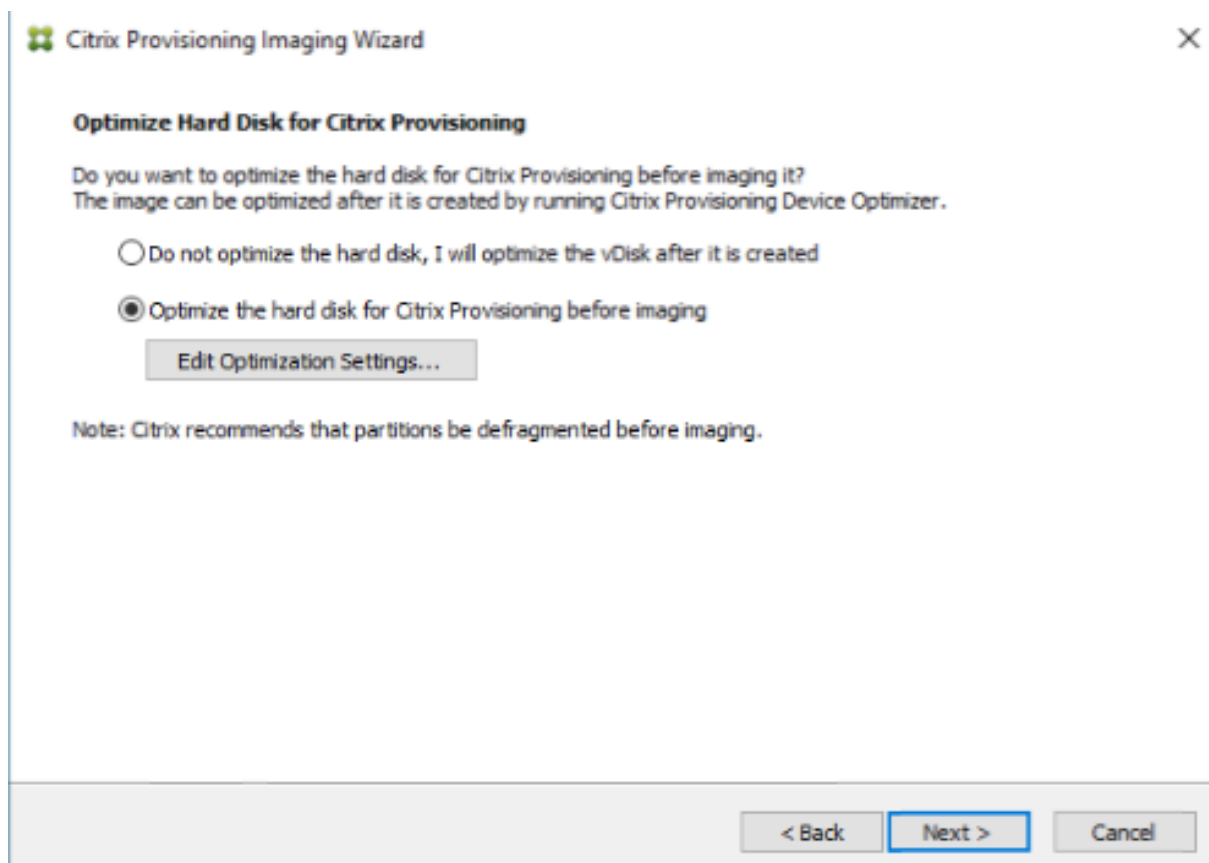 Citrix Provisioning Imaging Wizard
Optimize Hard Disk for Citrix Provisioning
Do you want to optimize the hard disk for Citrix Provisioning before imaging it?
The image can be optimized after it is created by running Citrix Provisioning Device Optimizer.
Do not optimize the hard disk, I will optimize the vDisk after it is created
Optimize the hard disk for Citrix Provisioning before imaging
Edit Optimization Settings...
Note: Citrix recommends that partitions be defragmented before imaging.
< Back Next > Cancel